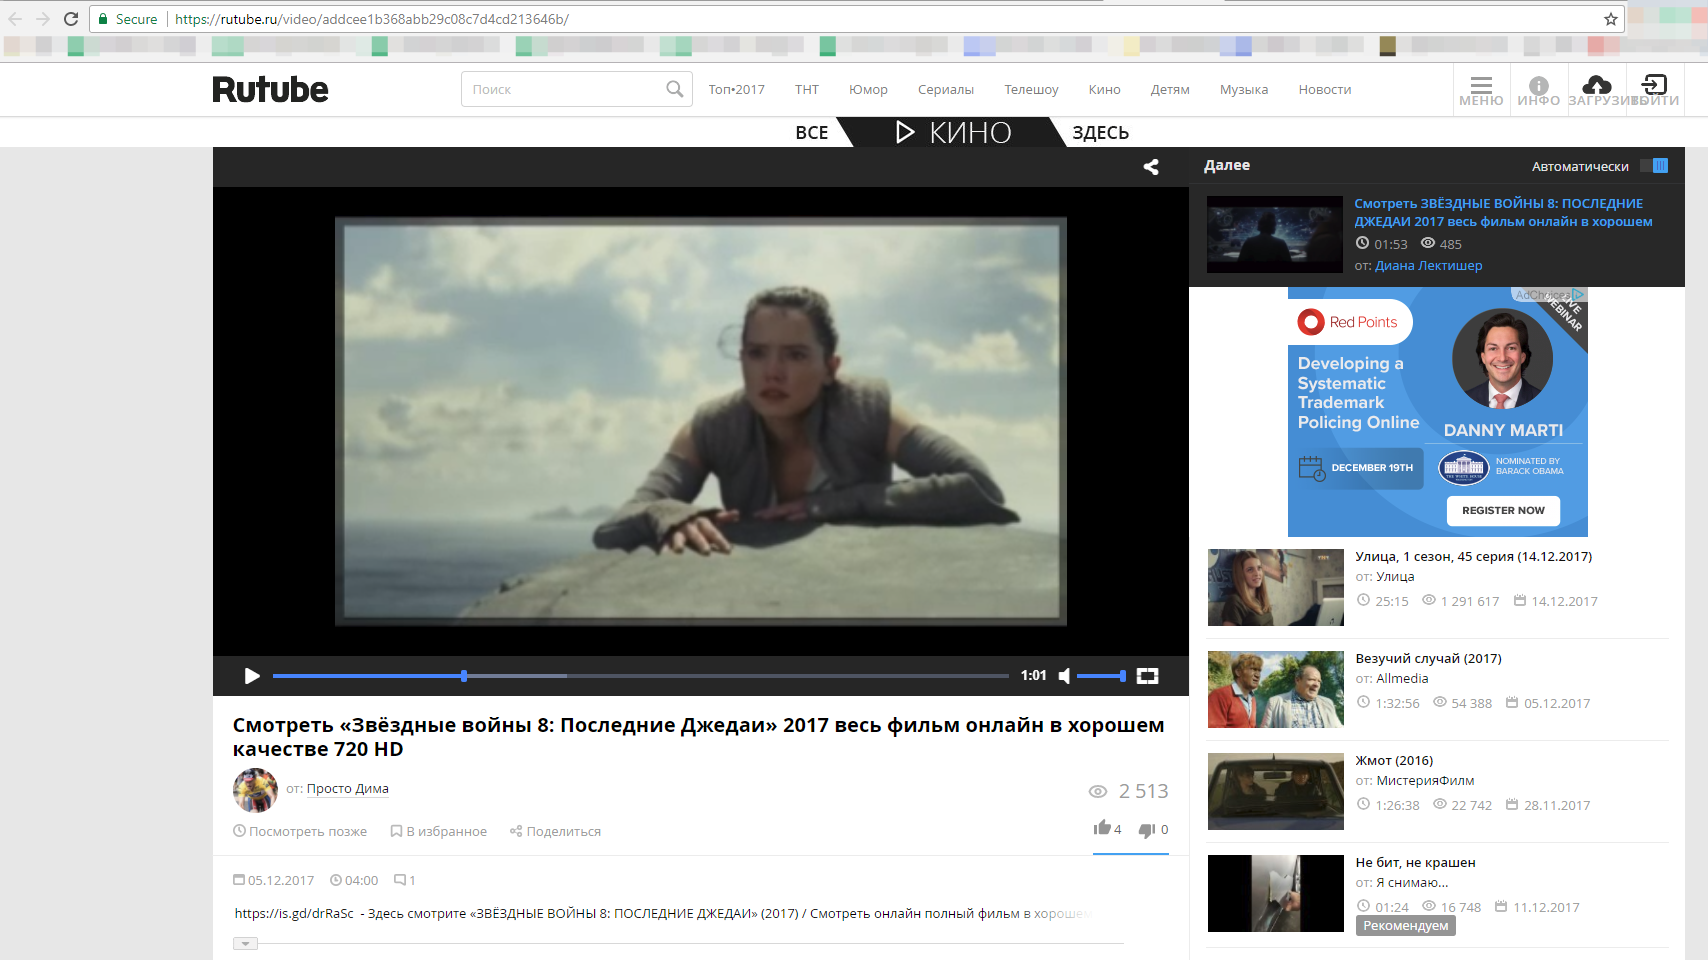 Secure
https://rutube.ru/video/addcee1b368abb29c08c7d4cd213646b/
Rutube
Поиск
Топ•2017 ТНТ Юмор Сериалы Телешоу Кино Детям Музыка Новости
МЕНЮ ИНФО ЗАГРУЗИТЬ ВОЙТИ
ВСЕ КИНО ЗДЕСЬ
Далее
Автоматически
Смотреть ЗВЁЗДНЫЕ ВОЙНЫ 8: ПОСЛЕДНИЕ
ДЖЕДАИ 2017 весь фильм онлайн в хорошем
01:53 485
от: Диана Лектишер
AdChoices
LIVE
WEBINAR
Red Points
Developing a
Systematic
Trademark
Policing Online
DANNY MARTI
DECEMBER 19TH
THE WHITE HOUSE
NOMINATED BY
BARACK OBAMA
REGISTER NOW
Улица, 1 сезон, 45 серия (14.12.2017)
от: Улица
25:15 1 291 617 14.12.2017
Везучий случай (2017)
от: Allmedia
1:32:56 54 388 05.12.2017
Жмот (2016)
от: МистерияФилм
1:26:38 22 742 28.11.2017
Не бит, не крашен
от: Я снимаю...
01:24 16 748 11.12.2017
Рекомендуем
1:01
Смотреть «Звёздные войны 8: Последние Джедаи» 2017 весь фильм онлайн в хорошем
качестве 720 HD
от: Просто Дима
2 513
Посмотреть позже В избранное Поделиться
4 0
05.12.2017 04:00 1
https://is.gd/drRaSc - Здесь смотрите «ЗВЁЗДНЫЕ ВОЙНЫ 8: ПОСЛЕДНИЕ ДЖЕДАИ» (2017) / Смотреть онлайн полный фильм в хорошем